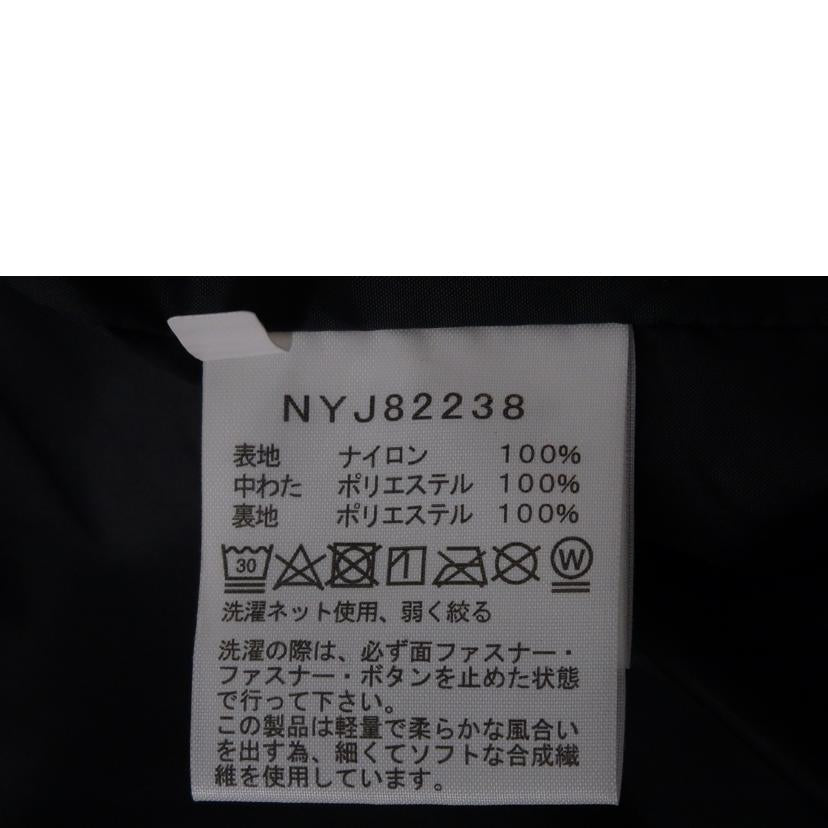 NYJ82238
表地 ナイロン 100%
中わた ポリエステル 100%
裏地 ポリエステル 100%
30 W
洗濯ネット使用、弱く絞る
洗濯の際は、必ず面ファスナー・
ファスナー・ボタンを止めた状態
で行って下さい。
この製品は軽量で柔らかな風合い
を出す為、細くてソフトな合成繊
維を使用しています。